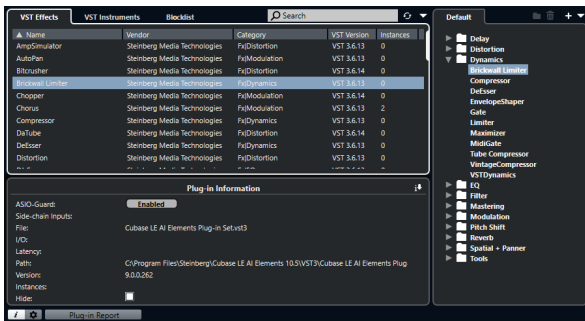 VST Effects VST Instruments Blocklist Search
Name Vendor Category VST Version Instances
AmpSimulator Steinberg Media Technologies Fx|Distortion VST 3.6.14 0
AutoPan Steinberg Media Technologies Fx|Modulation VST 3.6.13 0
Bitcrusher Steinberg Media Technologies Fx|Distortion VST 3.6.14 0
Brickwall Limiter Steinberg Media Technologies Fx|Dynamics VST 3.6.13 0
Chopper Steinberg Media Technologies Fx|Modulation VST 3.6.14 0
Chorus Steinberg Media Technologies Fx|Modulation VST 3.6.13 2
Compressor Steinberg Media Technologies Fx|Dynamics VST 3.6.13 0
DaTube Steinberg Media Technologies Fx|Distortion VST 3.6.14 0
DeEsser Steinberg Media Technologies Fx|Dynamics VST 3.6.13 0
Distortion Steinberg Media Technologies Fx|Distortion VST 3.6.13 0
Plug-in Information
ASIO-Guard: Enabled
Side-chain Inputs:
File: Cubase LE AI Elements Plug-in Set.vst3
I/O:
Latency:
Path: C:\Program Files\Steinberg\Cubase LE AI Elements 10.5\VST3\Cubase LE AI Elements Plug
Version: 9.0.0.262
Instances:
Hide:
i Plug-in Report
Default
Delay
Distortion
Dynamics
Brickwall Limiter
Compressor
DeEsser
EnvelopeShaper
Gate
Limiter
Maximizer
MidiGate
Tube Compressor
VintageCompressor
VSTDynamics
EQ
Filter
Mastering
Modulation
Pitch Shift
Reverb
Spatial + Panner
Tools